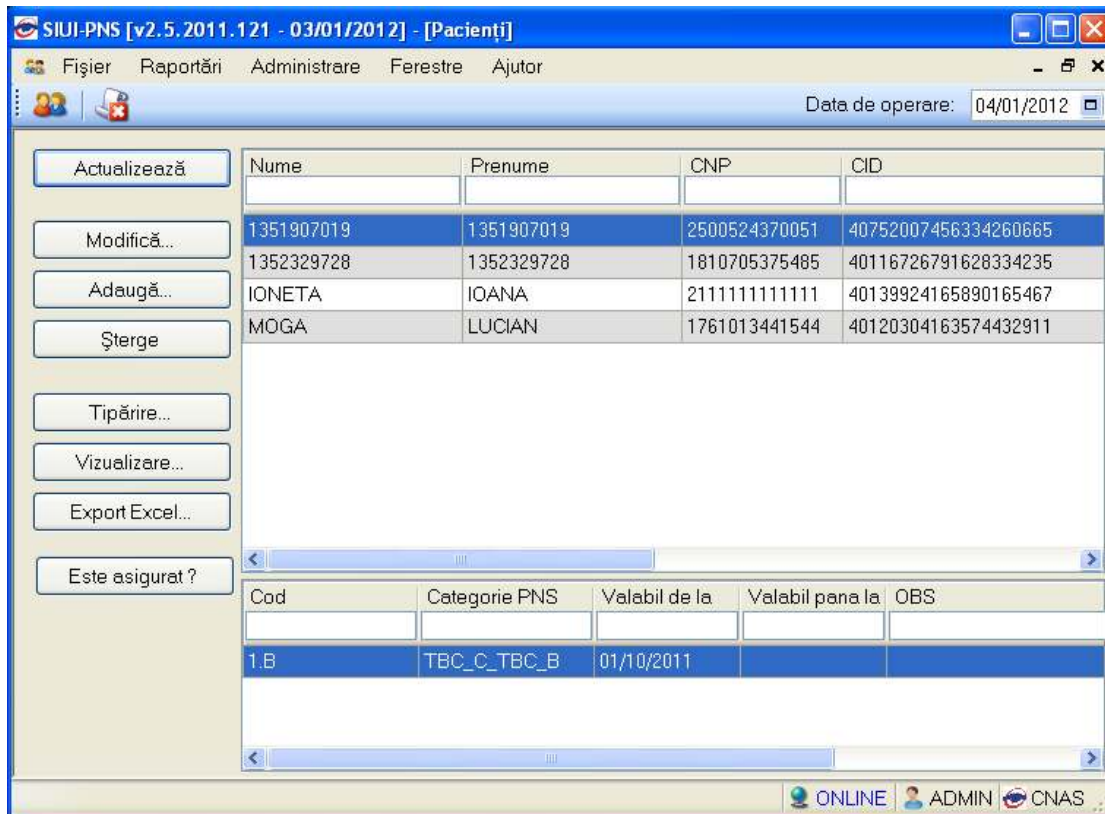 SIUI-PNS [v2.5.2011.121 - 03/01/2012] - [Pacienţi]
Fişier Raportări Administrare Ferestre Ajutor
Data de operare: 04/01/2012
Actualizează
Modifică...
Adaugă...
Şterge
Tipărire...
Vizualizare...
Export Excel...
Este asigurat ?
Nume Prenume CNP CID
1351907019 1351907019 2500524370051 40752007456334260665
1352329728 1352329728 1810705375485 40116726791628334235
IONETA IOANA 2111111111111 40139924165890165467
MOGA LUCIAN 1761013441544 40120304163574432911
Cod Categorie PNS Valabil de la Valabil pana la OBS
1.B TBC_C_TBC_B 01/10/2011
ONLINE ADMIN CNAS